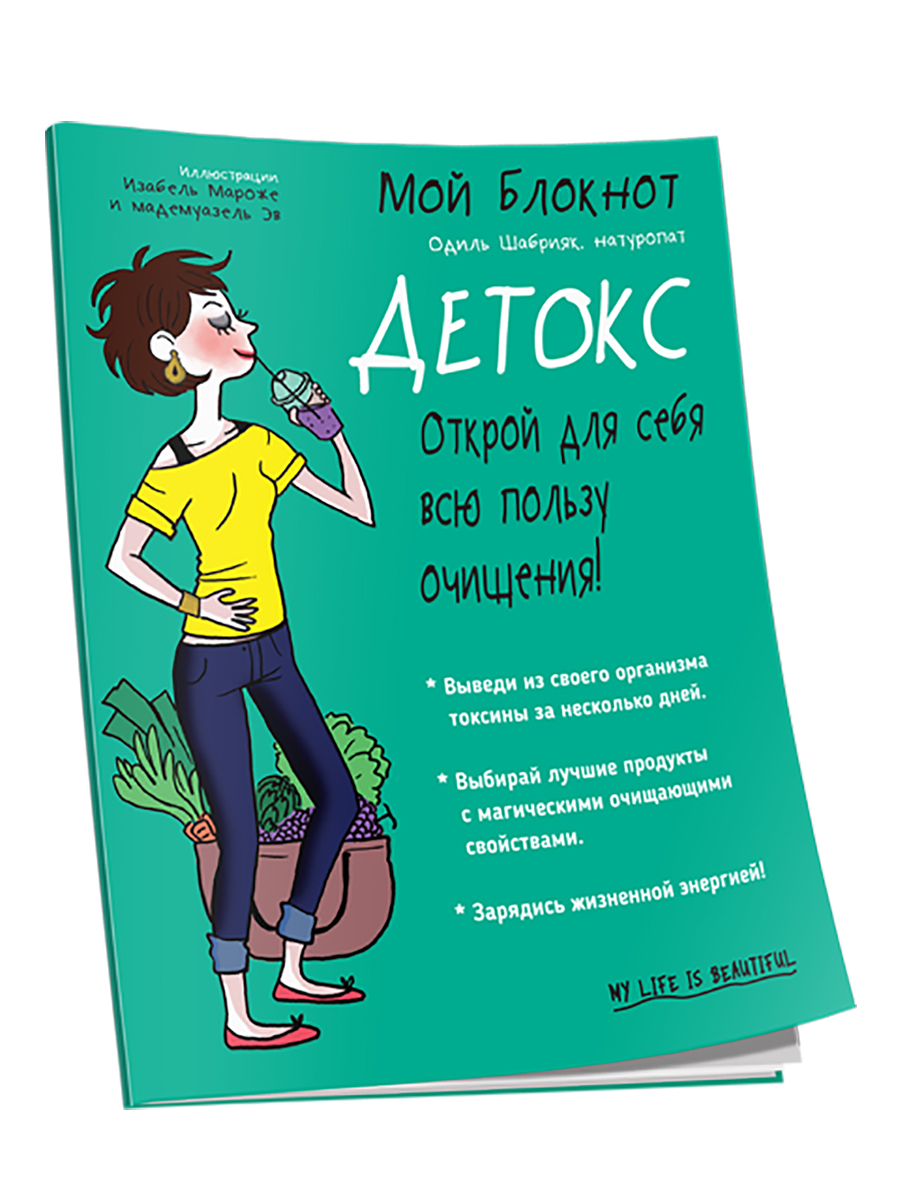 Иллюстрации
Изабель Мароже
и мадемуазель Эв
Мой Блокнот
Одиль Шабрияк, натуропат
Детокс
Открой для себя
всю пользу
очищения!
* Выведи из своего организма
токсины за несколько дней.
* Выбирай лучшие продукты
с магическими очищающими
свойствами.
* Зарядись жизненной энергией!
MY LIFE IS BEAUTIFUL